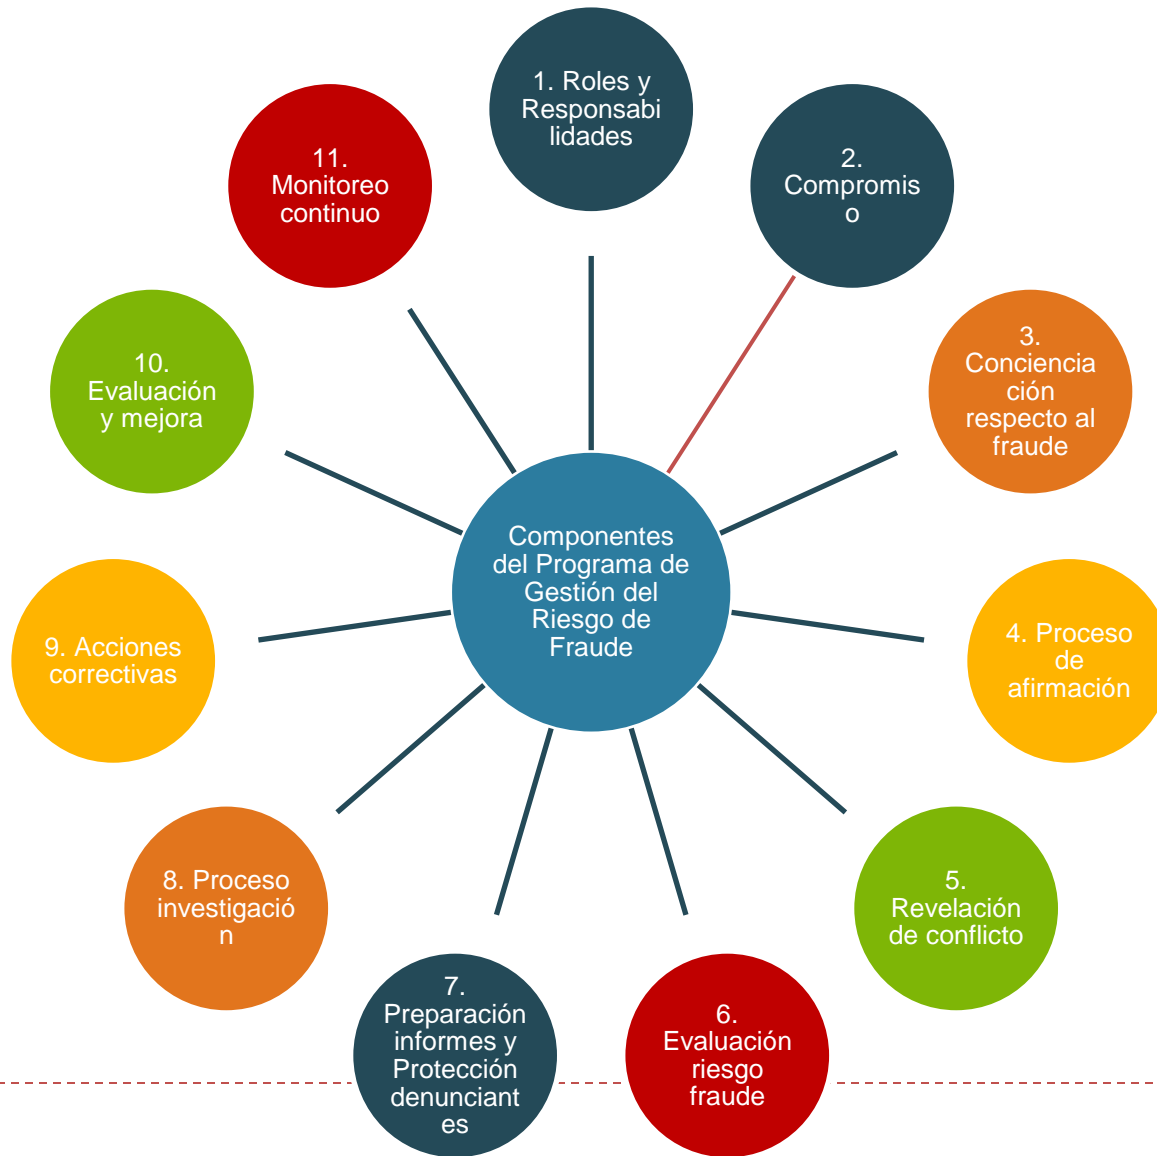 1. Roles y
Responsabi
lidades
2.
Compromis
o
3.
Conciencia
ción
respecto al
fraude
4. Proceso
de
afirmación
5.
Revelación
de conflicto
6.
Evaluación
riesgo
fraude
7.
Preparación
informes y
Protección
denunciant
es
8. Proceso
investigació
n
9. Acciones
correctivas
10.
Evaluación
y mejora
11.
Monitoreo
continuo
Componentes
del Programa de
Gestión del
Riesgo de
Fraude